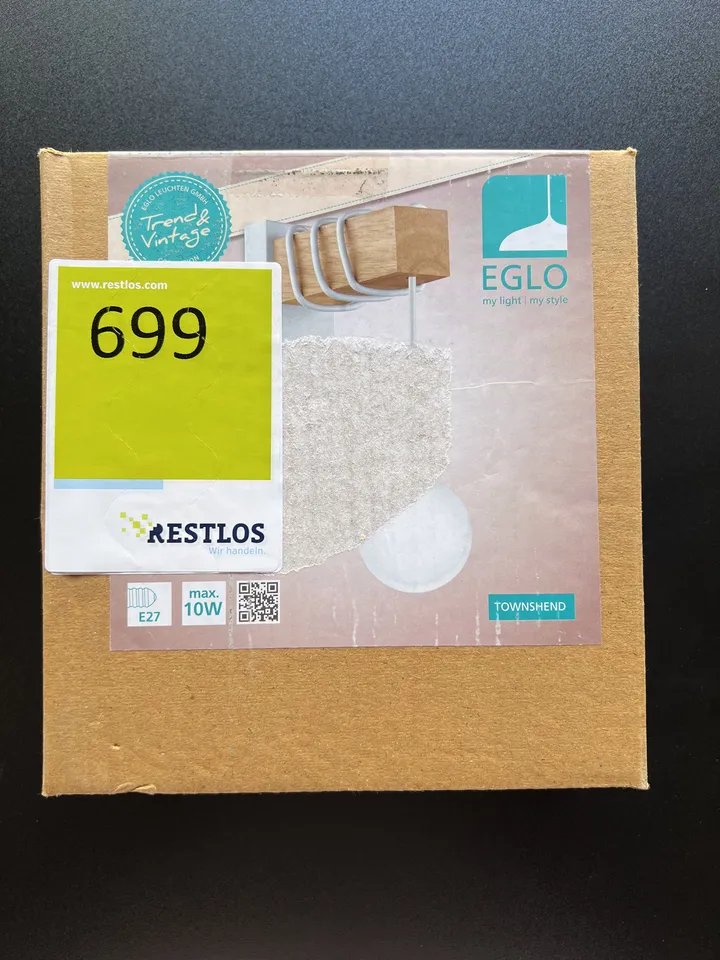 EGLO LEUCHTEN GMBH
Trend&
Vintage
EGLO
my light | my style
www.restlos.com
699
RESTLOS
Wir handeln.
E27
max.
10W
TOWNSHEND